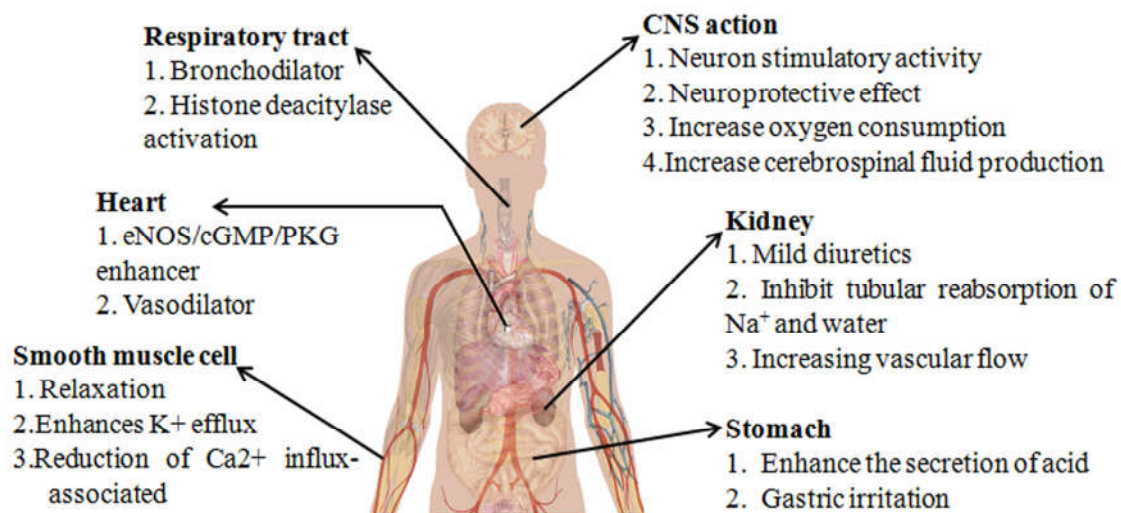 Respiratory tract
1. Bronchodilator
2. Histone deacitylase
activation
Heart
1. eNOS/cGMP/PKG
enhancer
2. Vasodilator
Smooth muscle cell
1. Relaxation
2.Enhances K+ efflux
3.Reduction of Ca2+ influx-
associated
CNS action
1. Neuron stimulatory activity
2. Neuroprotective effect
3. Increase oxygen consumption
4.Increase cerebrospinal fluid production
Kidney
1. Mild diuretics
2. Inhibit tubular reabsorption of
Na⁺ and water
3. Increasing vascular flow
Stomach
1. Enhance the secretion of acid
2. Gastric irritation